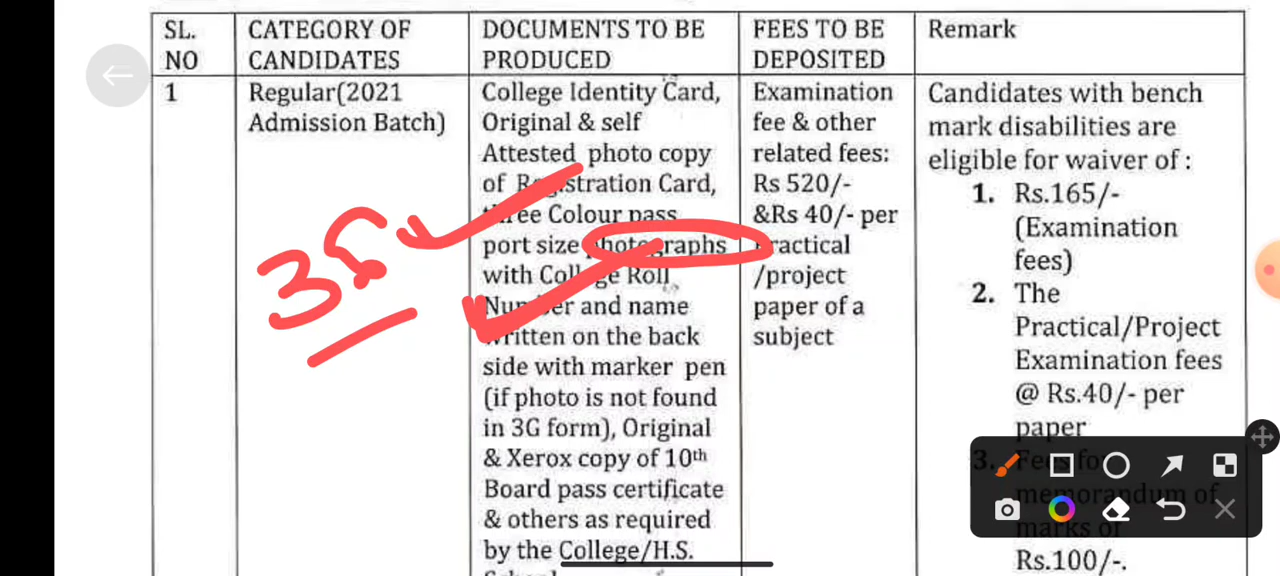 SL. NO
CATEGORY OF CANDIDATES
DOCUMENTS TO BE PRODUCED
FEES TO BE DEPOSITED
Remark
1
Regular(2021
Admission Batch)
College Identity Card,
Original & self
Attested photo copy
of Registration Card,
three Colour pass
port size photographs
with College Roll
Number and name
written on the back
side with marker pen
(if photo is not found
in 3G form), Original
& Xerox copy of 10th
Board pass certificate
& others as required
by the College/H.S.
Examination
fee & other
related fees:
Rs 520/-
&Rs 40/- per
Practical
/project
paper of a
subject
Candidates with bench
mark disabilities are
eligible for waiver of :
1. Rs.165/-
(Examination
fees)
2. The
Practical/Project
Examination fees
@ Rs.40/- per
paper
3. Fees for
memorandum of
marks of
Rs.100/-.
35